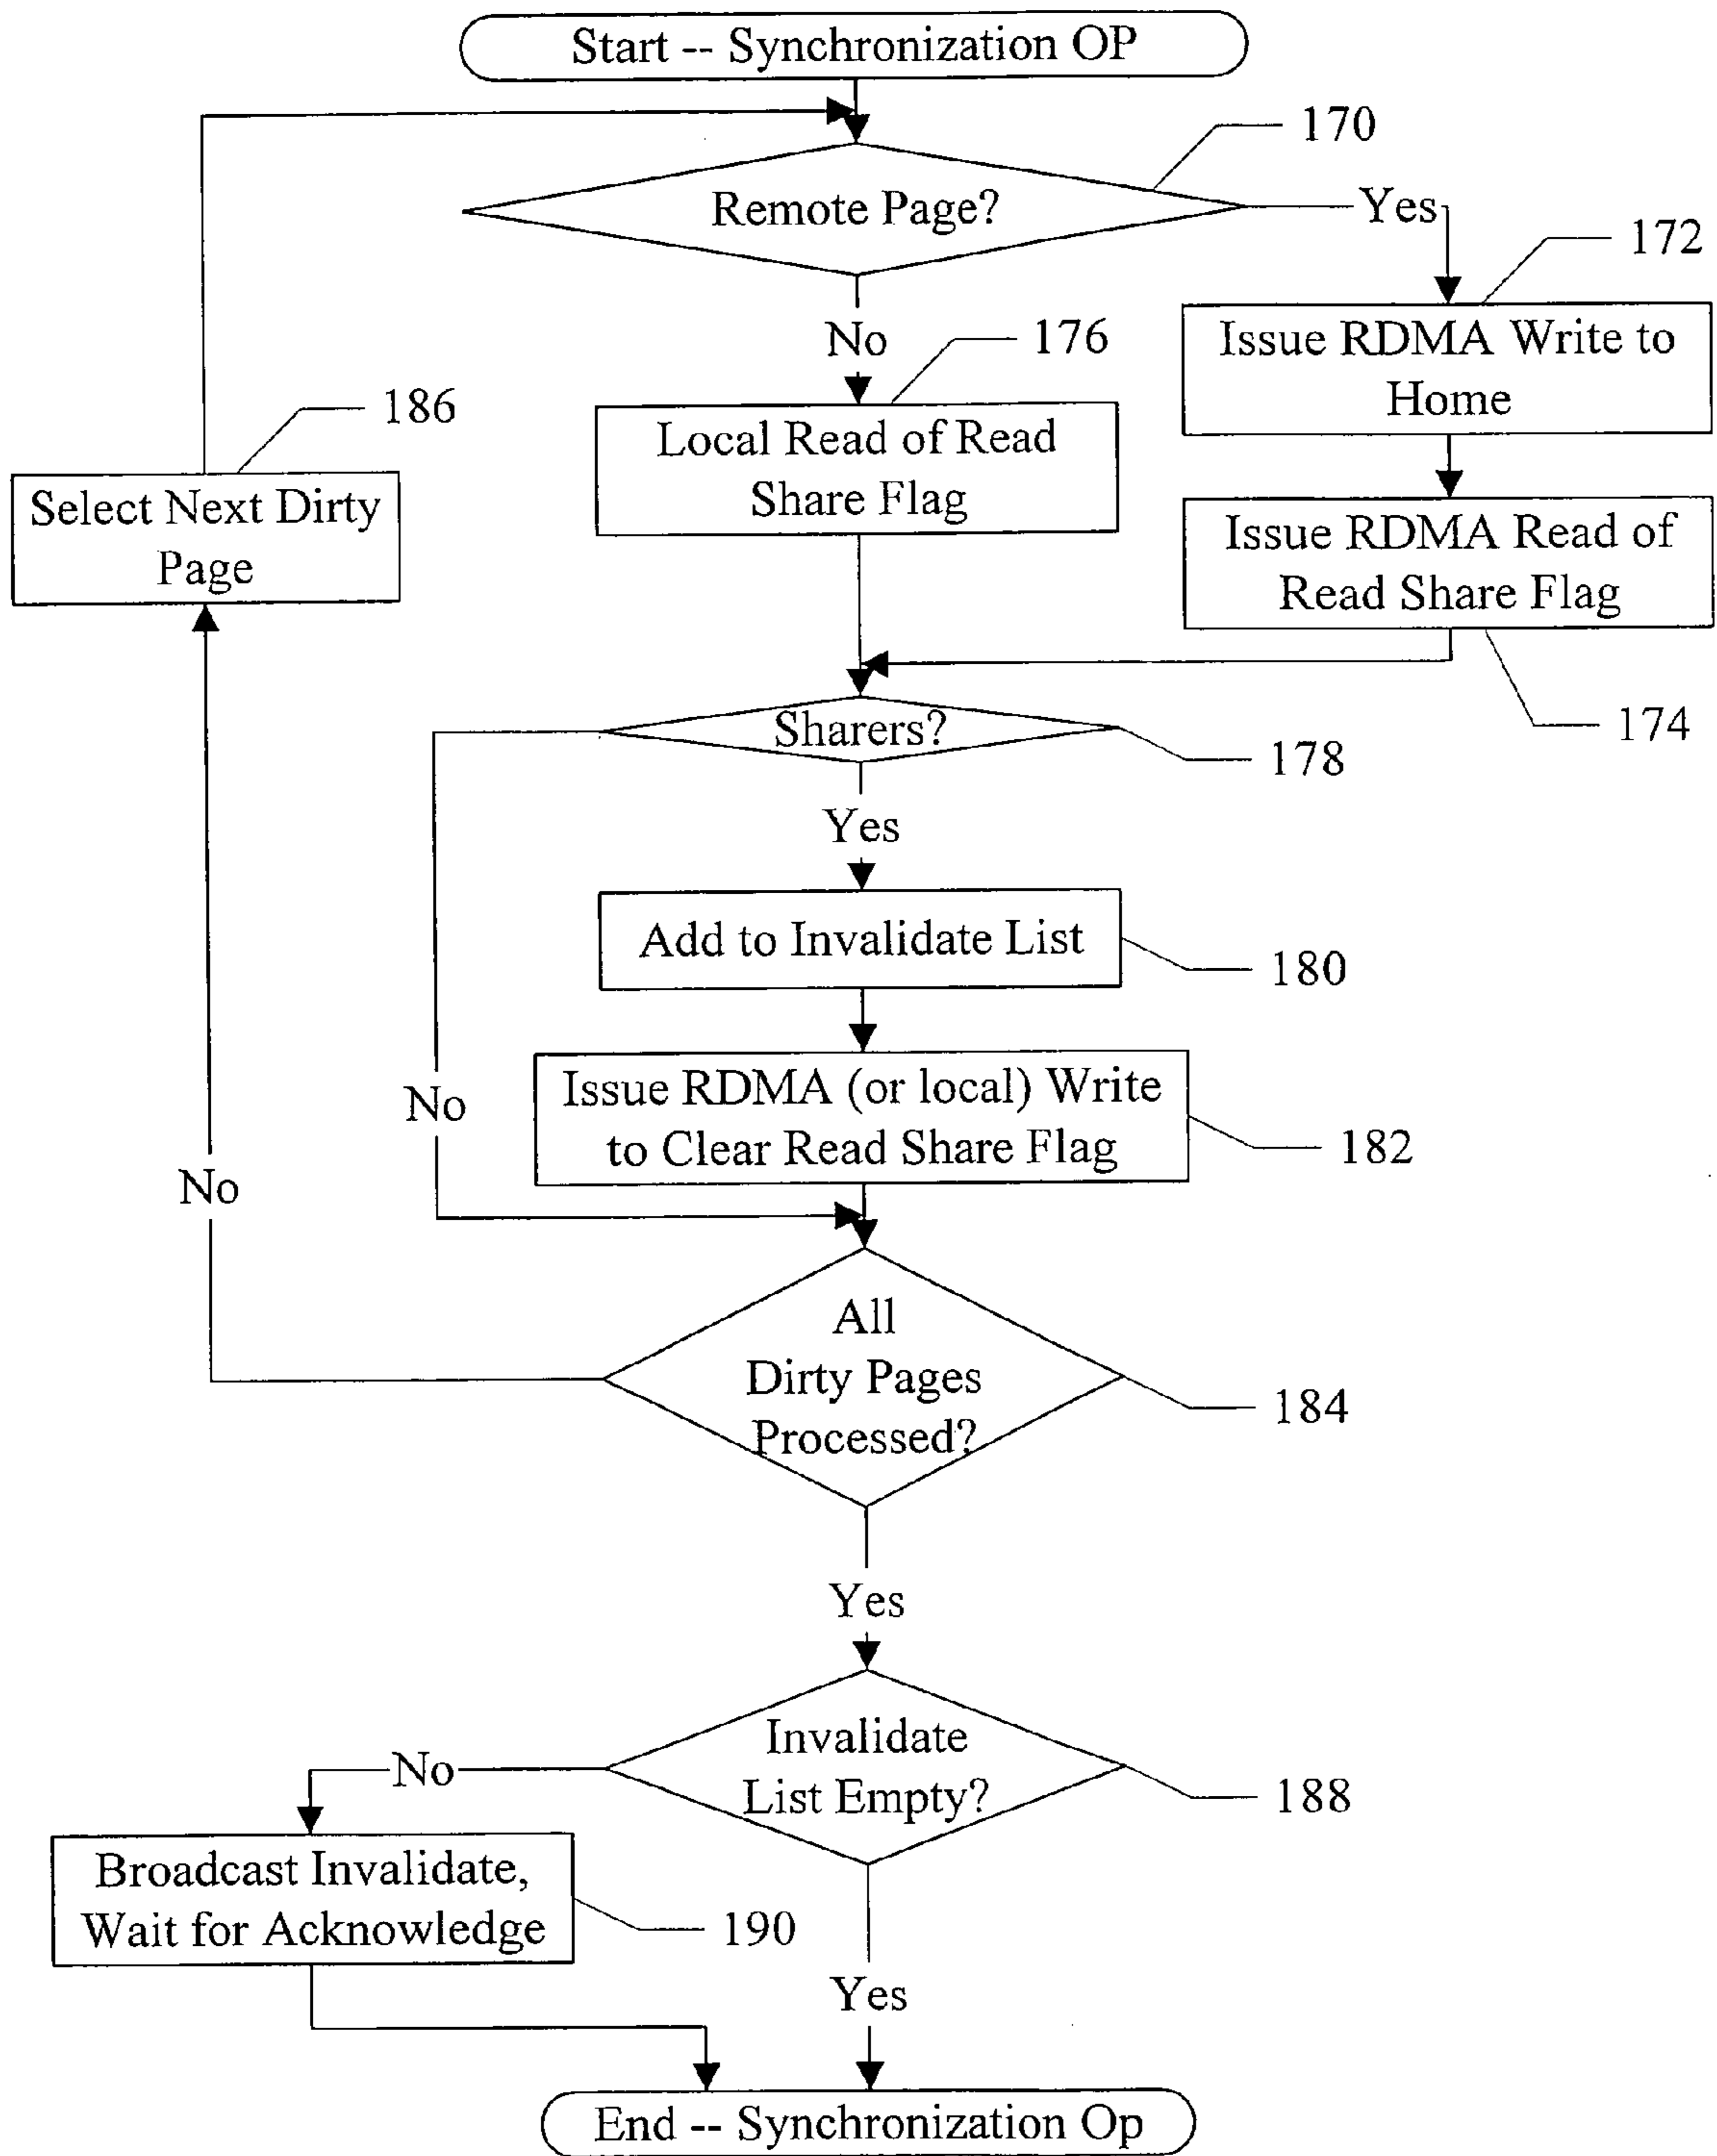 Start -- Synchronization OP
170
Remote Page?
Yes
172
No
176
Issue RDMA Write to
Home
186
Local Read of Read
Share Flag
Select Next Dirty
Page
Issue RDMA Read of
Read Share Flag
174
Sharers?
178
Yes
Add to Invalidate List
180
No
Issue RDMA (or local) Write
to Clear Read Share Flag
182
No
All
Dirty Pages
Processed?
184
Yes
Invalidate
List Empty?
No
188
Broadcast Invalidate,
Wait for Acknowledge
190
Yes
End -- Synchronization Op